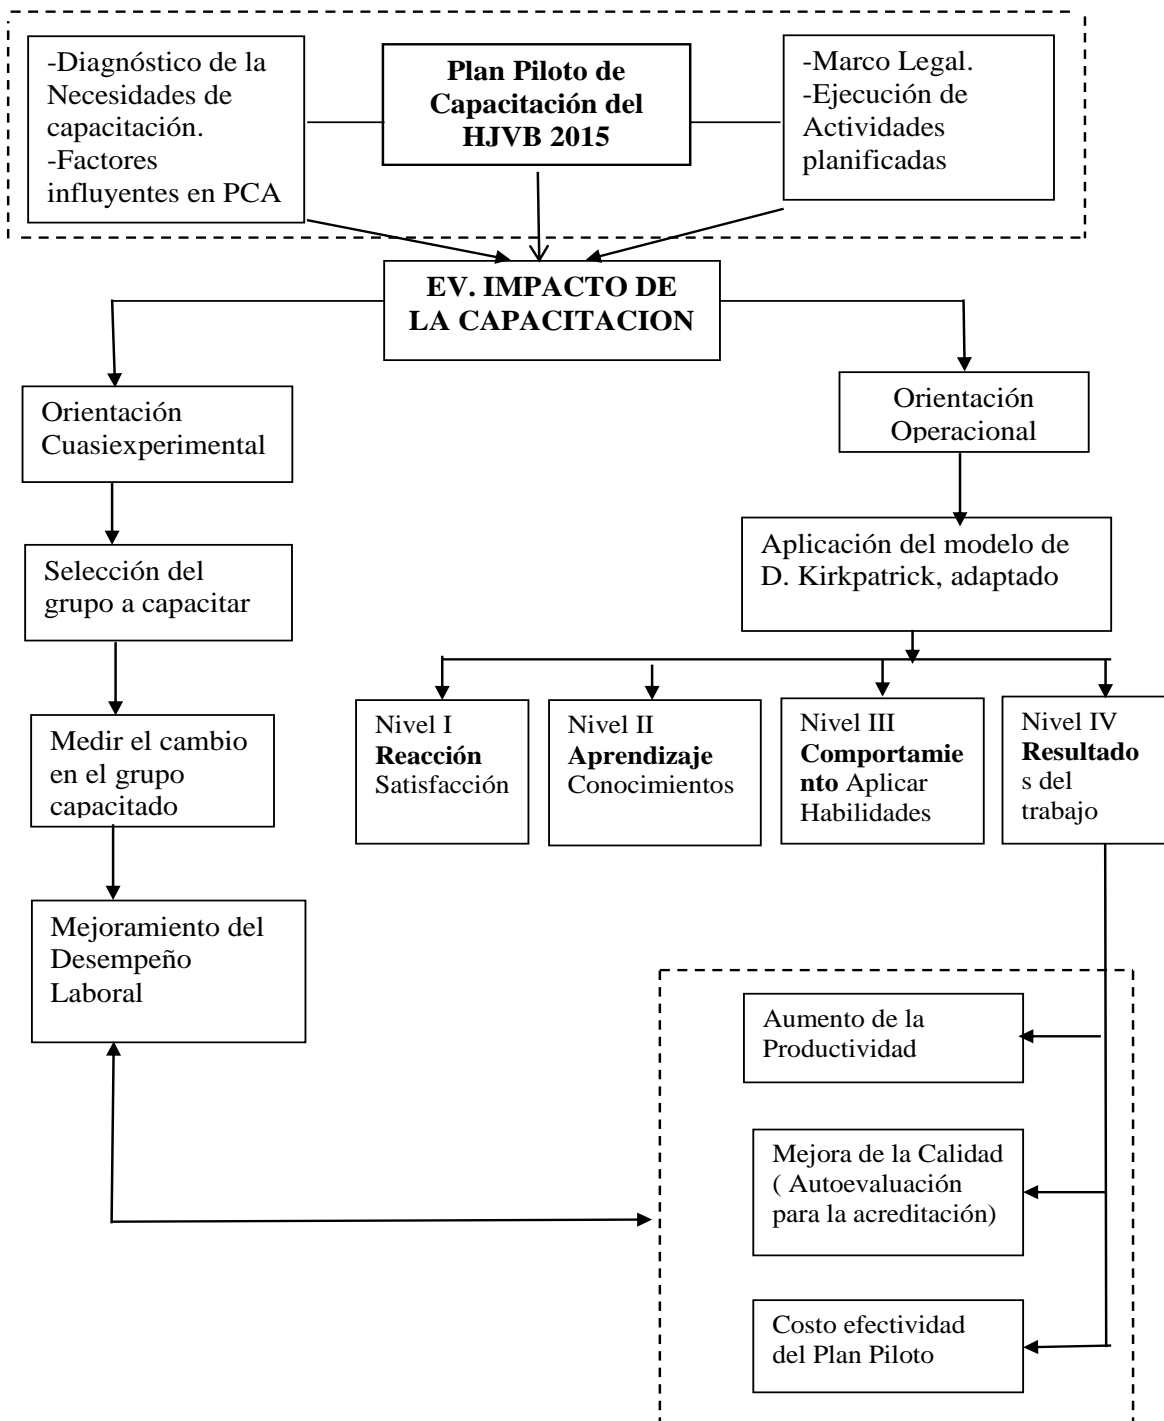 -Diagnóstico de la
Necesidades de
capacitación.
-Factores
influyentes en PCA
Plan Piloto de
Capacitación del
HJVB 2015
-Marco Legal.
-Ejecución de
Actividades
planificadas
EV. IMPACTO DE
LA CAPACITACION
Orientación
Cuasiexperimental
Orientación
Operacional
Selección del
grupo a capacitar
Aplicación del modelo de
D. Kirkpatrick, adaptado
Medir el cambio
en el grupo
capacitado
Nivel I
Reacción
Satisfacción
Nivel II
Aprendizaje
Conocimientos
Nivel III
Comportamie
nto Aplicar
Habilidades
Nivel IV
Resultado
s del
trabajo
Mejoramiento del
Desempeño
Laboral
Aumento de la
Productividad
Mejora de la Calidad
( Autoevaluación
para la acreditación)
Costo efectividad
del Plan Piloto